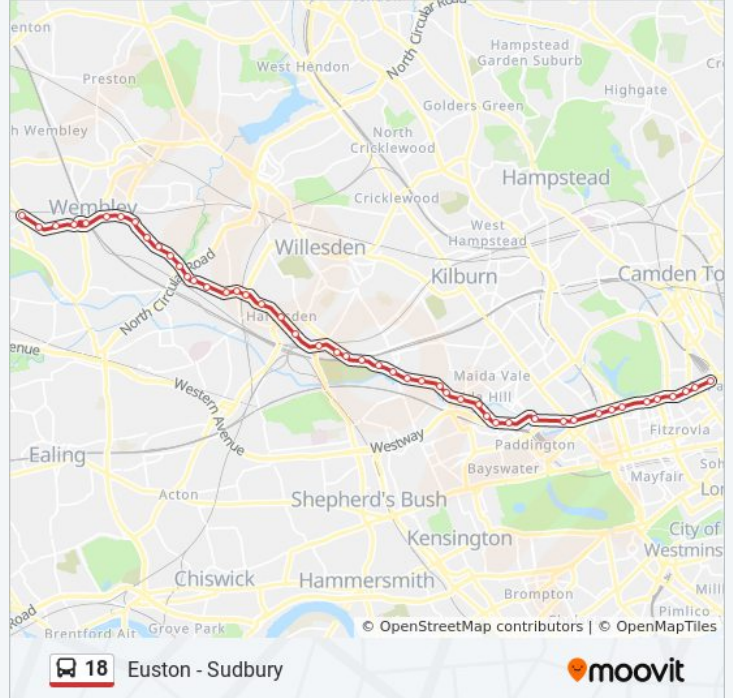 enton
North Circular Road
Hampstead
Garden Suburb
West Hendon
Preston
Highgate
Golders Green
h Wembley
North
Cricklewood
Hampstead
Cricklewood
Wembley
West
Hampstead
Willesden
Kilburn
Camden To
North Circular Road
enue
Maida Vale
Western Avenue
Fitzrovia
Westway
Paddington
Ealing
Bayswater
Soh
Mayfair
Acton
Shepherd's Bush
Lon
City of
Westmins
Kensington
Chiswick
Hammersmith
Brompton
Pimlico
Road
Brentford Ait
Grove Park
© OpenStreetMap contributors | © OpenMapTiles
18
Euston - Sudbury
moovit